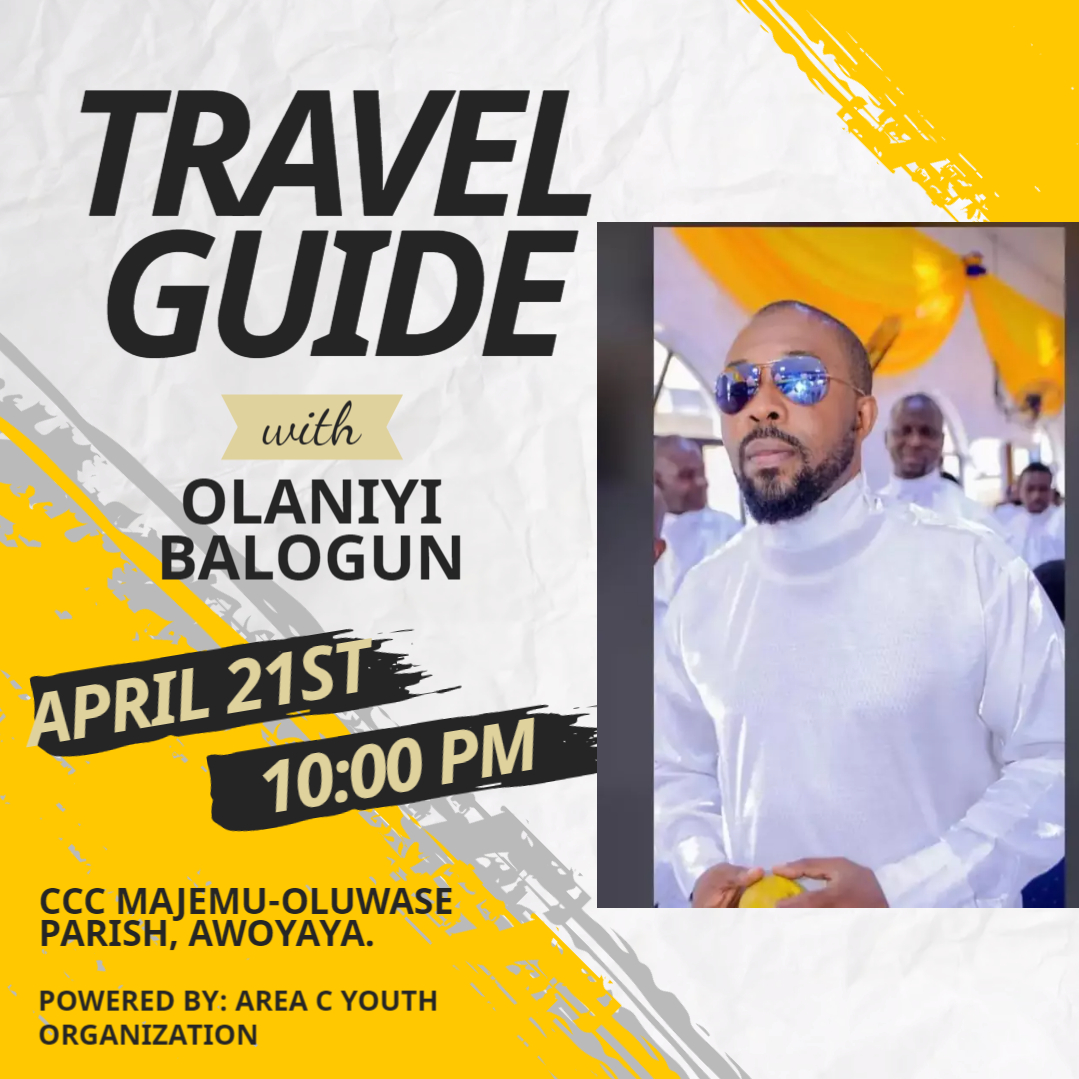 TRAVEL
GUIDE
with
OLANIYI
BALOGUN
APRIL 21ST
10:00 PM
CCC MAJEMU-OLUWASE
PARISH, AWOYAYA.
POWERED BY: AREA C YOUTH
ORGANIZATION